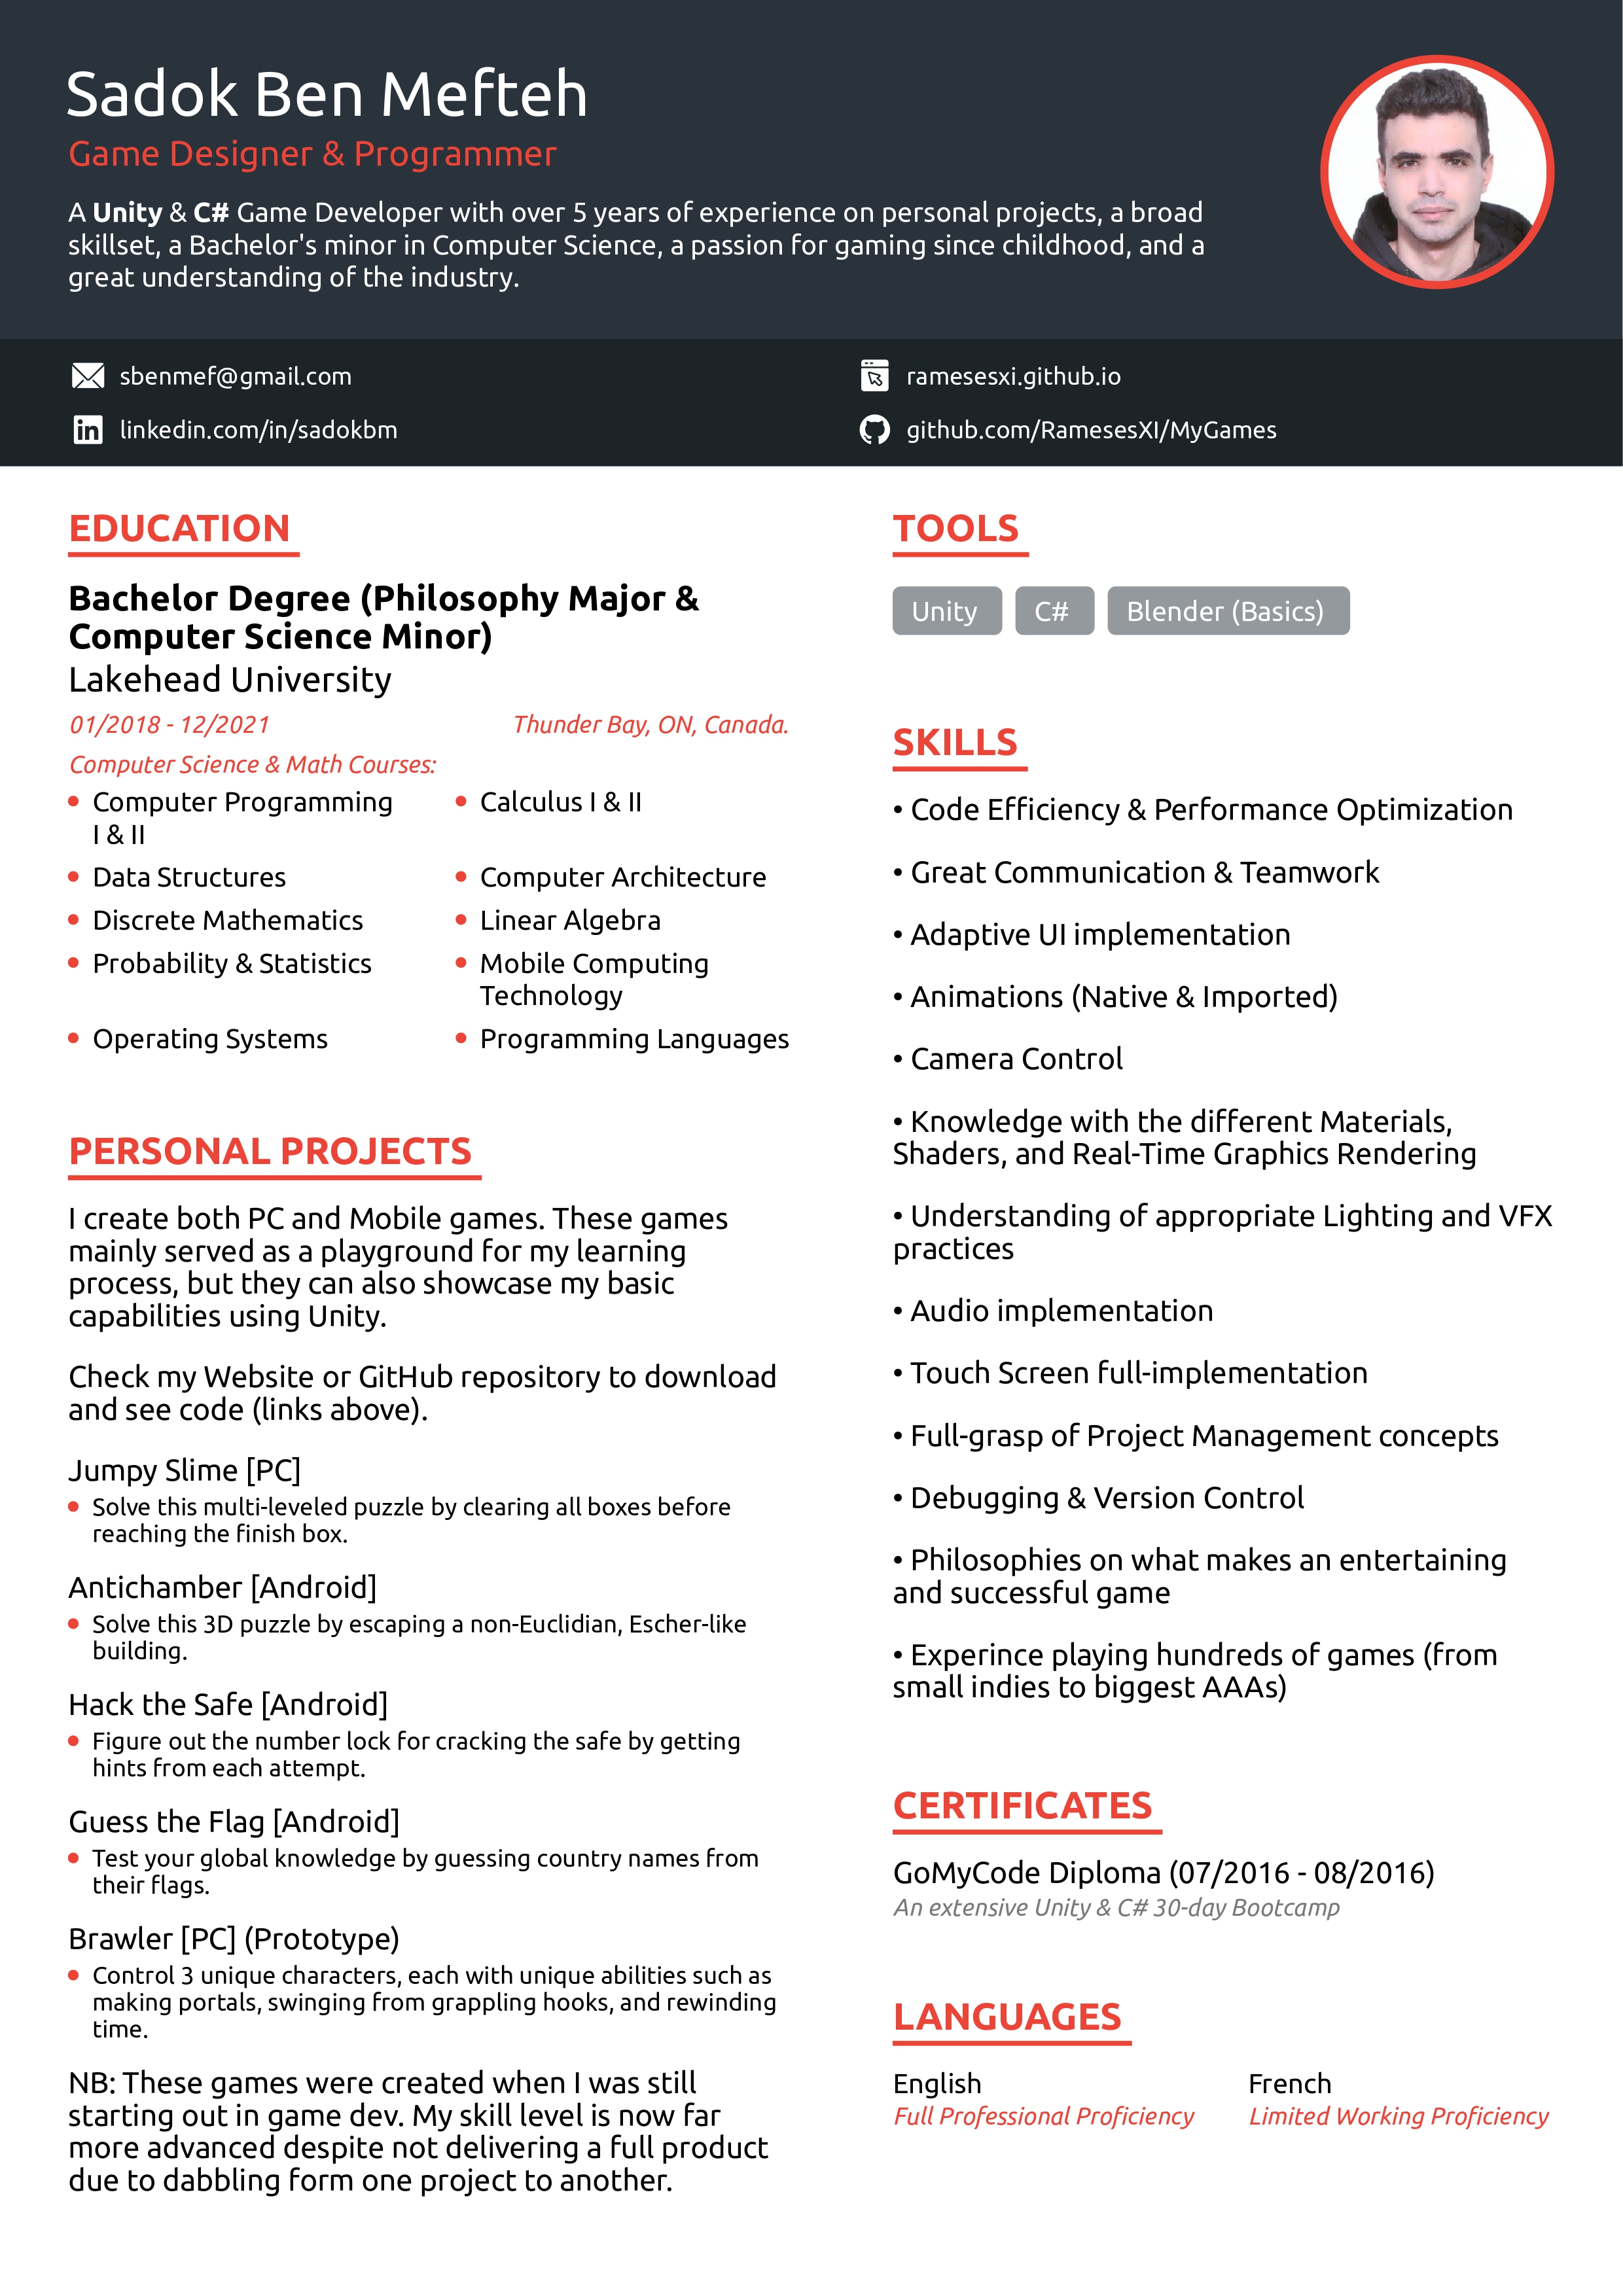 Sadok Ben Mefteh
Game Designer & Programmer
A Unity & C# Game Developer with over 5 years of experience on personal projects, a broad
skillset, a Bachelor's minor in Computer Science, a passion for gaming since childhood, and a
great understanding of the industry.
sbenmef@gmail.com
ramesesxi.github.io
linkedin.com/in/sadokbm
github.com/RamesesXI/MyGames
EDUCATION
Bachelor Degree (Philosophy Major &
Computer Science Minor)
Lakehead University
01/2018 - 12/2021
Thunder Bay, ON, Canada.
Computer Science & Math Courses:
• Computer Programming
I & II
• Calculus I & II
• Data Structures
• Computer Architecture
• Discrete Mathematics
• Linear Algebra
• Probability & Statistics
• Mobile Computing
Technology
• Operating Systems
• Programming Languages
PERSONAL PROJECTS
I create both PC and Mobile games. These games
mainly served as a playground for my learning
process, but they can also showcase my basic
capabilities using Unity.
Check my Website or GitHub repository to download
and see code (links above).
Jumpy Slime [PC]
• Solve this multi-leveled puzzle by clearing all boxes before
reaching the finish box.
Antichamber [Android]
• Solve this 3D puzzle by escaping a non-Euclidian, Escher-like
building.
Hack the Safe [Android]
• Figure out the number lock for cracking the safe by getting
hints from each attempt.
Guess the Flag [Android]
• Test your global knowledge by guessing country names from
their flags.
Brawler [PC] (Prototype)
• Control 3 unique characters, each with unique abilities such as
making portals, swinging from grappling hooks, and rewinding
time.
NB: These games were created when I was still
starting out in game dev. My skill level is now far
more advanced despite not delivering a full product
due to dabbling form one project to another.
TOOLS
Unity
C#
Blender (Basics)
SKILLS
• Code Efficiency & Performance Optimization
• Great Communication & Teamwork
• Adaptive UI implementation
• Animations (Native & Imported)
• Camera Control
• Knowledge with the different Materials,
Shaders, and Real-Time Graphics Rendering
• Understanding of appropriate Lighting and VFX
practices
• Audio implementation
• Touch Screen full-implementation
• Full-grasp of Project Management concepts
• Debugging & Version Control
• Philosophies on what makes an entertaining
and successful game
• Experince playing hundreds of games (from
small indies to biggest AAAs)
CERTIFICATES
GoMyCode Diploma (07/2016 - 08/2016)
An extensive Unity & C# 30-day Bootcamp
LANGUAGES
English
French
Full Professional Proficiency
Limited Working Proficiency